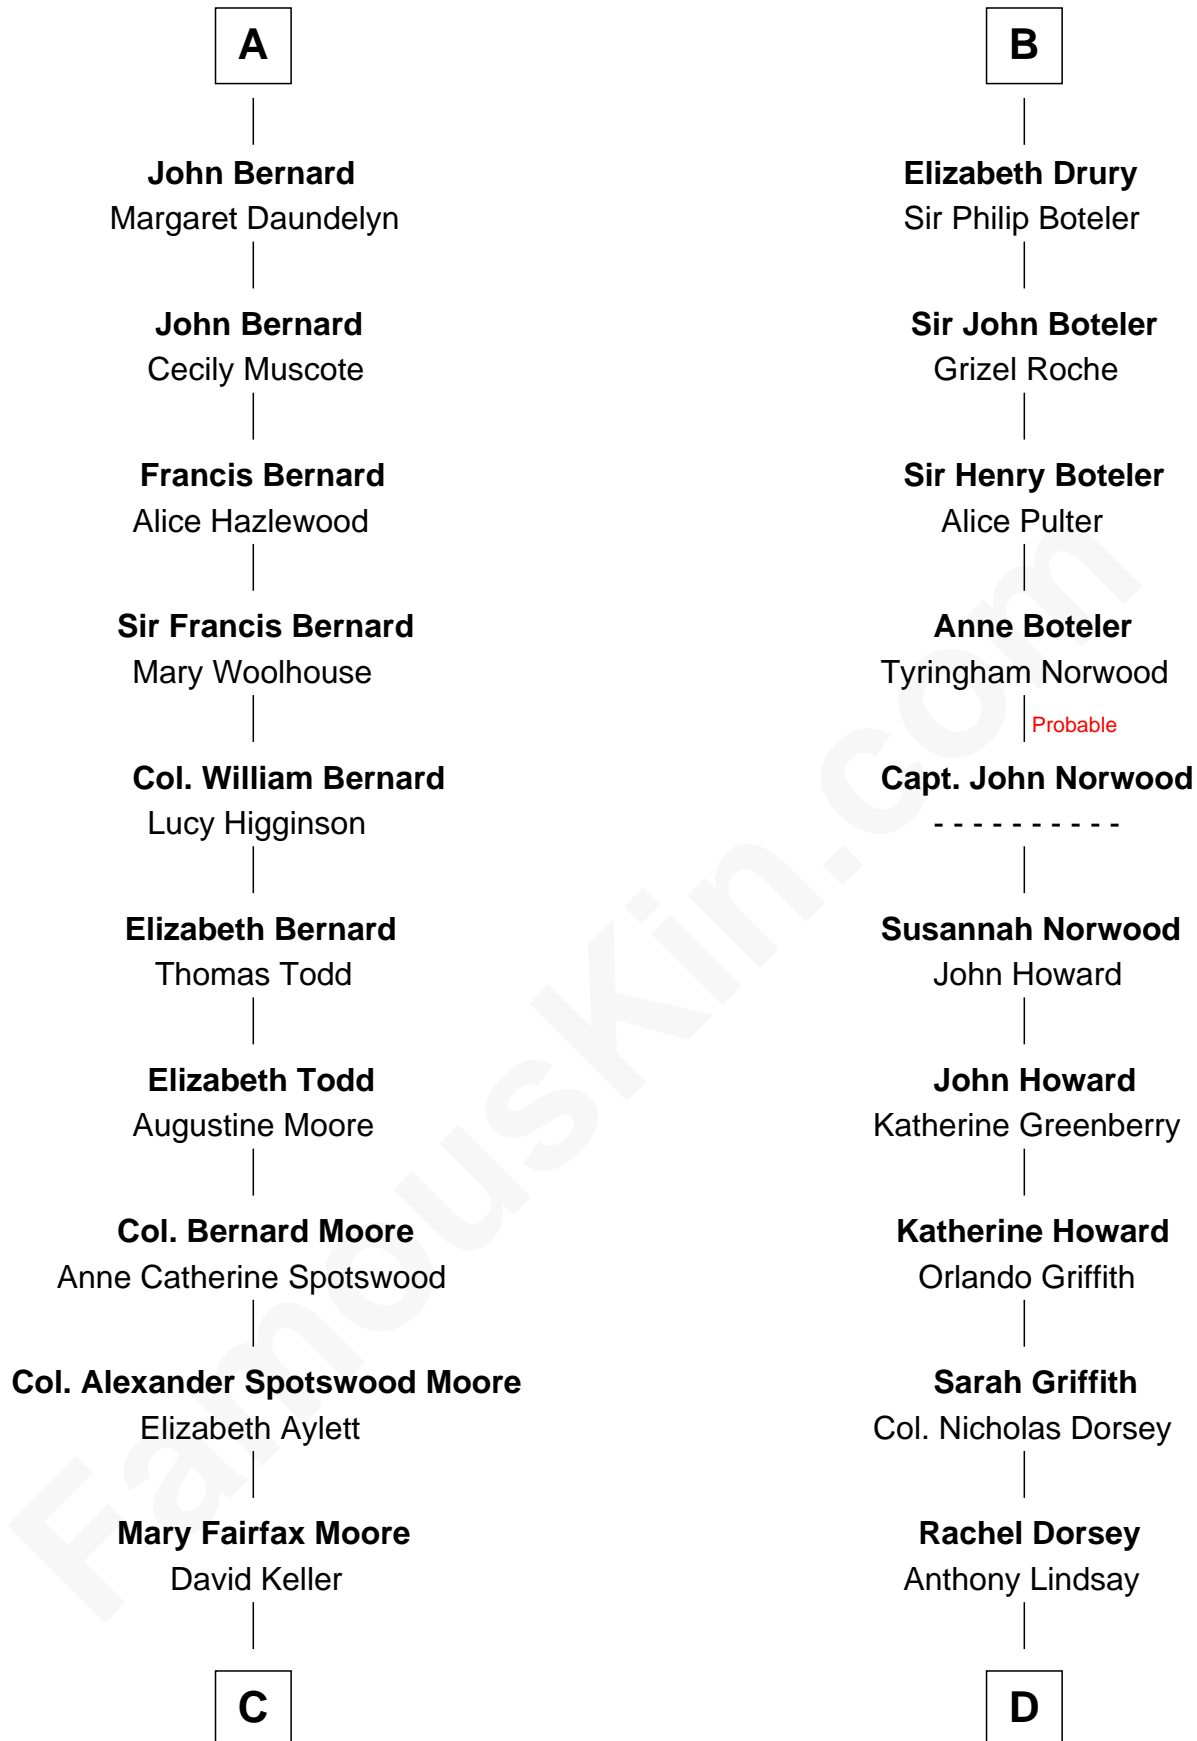 A
John Bernard
Margaret Daundelyn
John Bernard
Cecily Muscote
Francis Bernard
Alice Hazlewood
Sir Francis Bernard
Mary Woolhouse
Col. William Bernard
Lucy Higginson
Elizabeth Bernard
Thomas Todd
Elizabeth Todd
Augustine Moore
Col. Bernard Moore
Anne Catherine Spotswood
Col. Alexander Spotswood Moore
Elizabeth Aylett
Mary Fairfax Moore
David Keller
C
B
Elizabeth Drury
Sir Philip Boteler
Sir John Boteler
Grizel Roche
Sir Henry Boteler
Alice Pulter
Anne Boteler
Tyringham Norwood
Probable
Capt. John Norwood
- - - - - - - - - -
Susannah Norwood
John Howard
John Howard
Katherine Greenberry
Katherine Howard
Orlando Griffith
Sarah Griffith
Col. Nicholas Dorsey
Rachel Dorsey
Anthony Lindsay
D
FamousKin.com